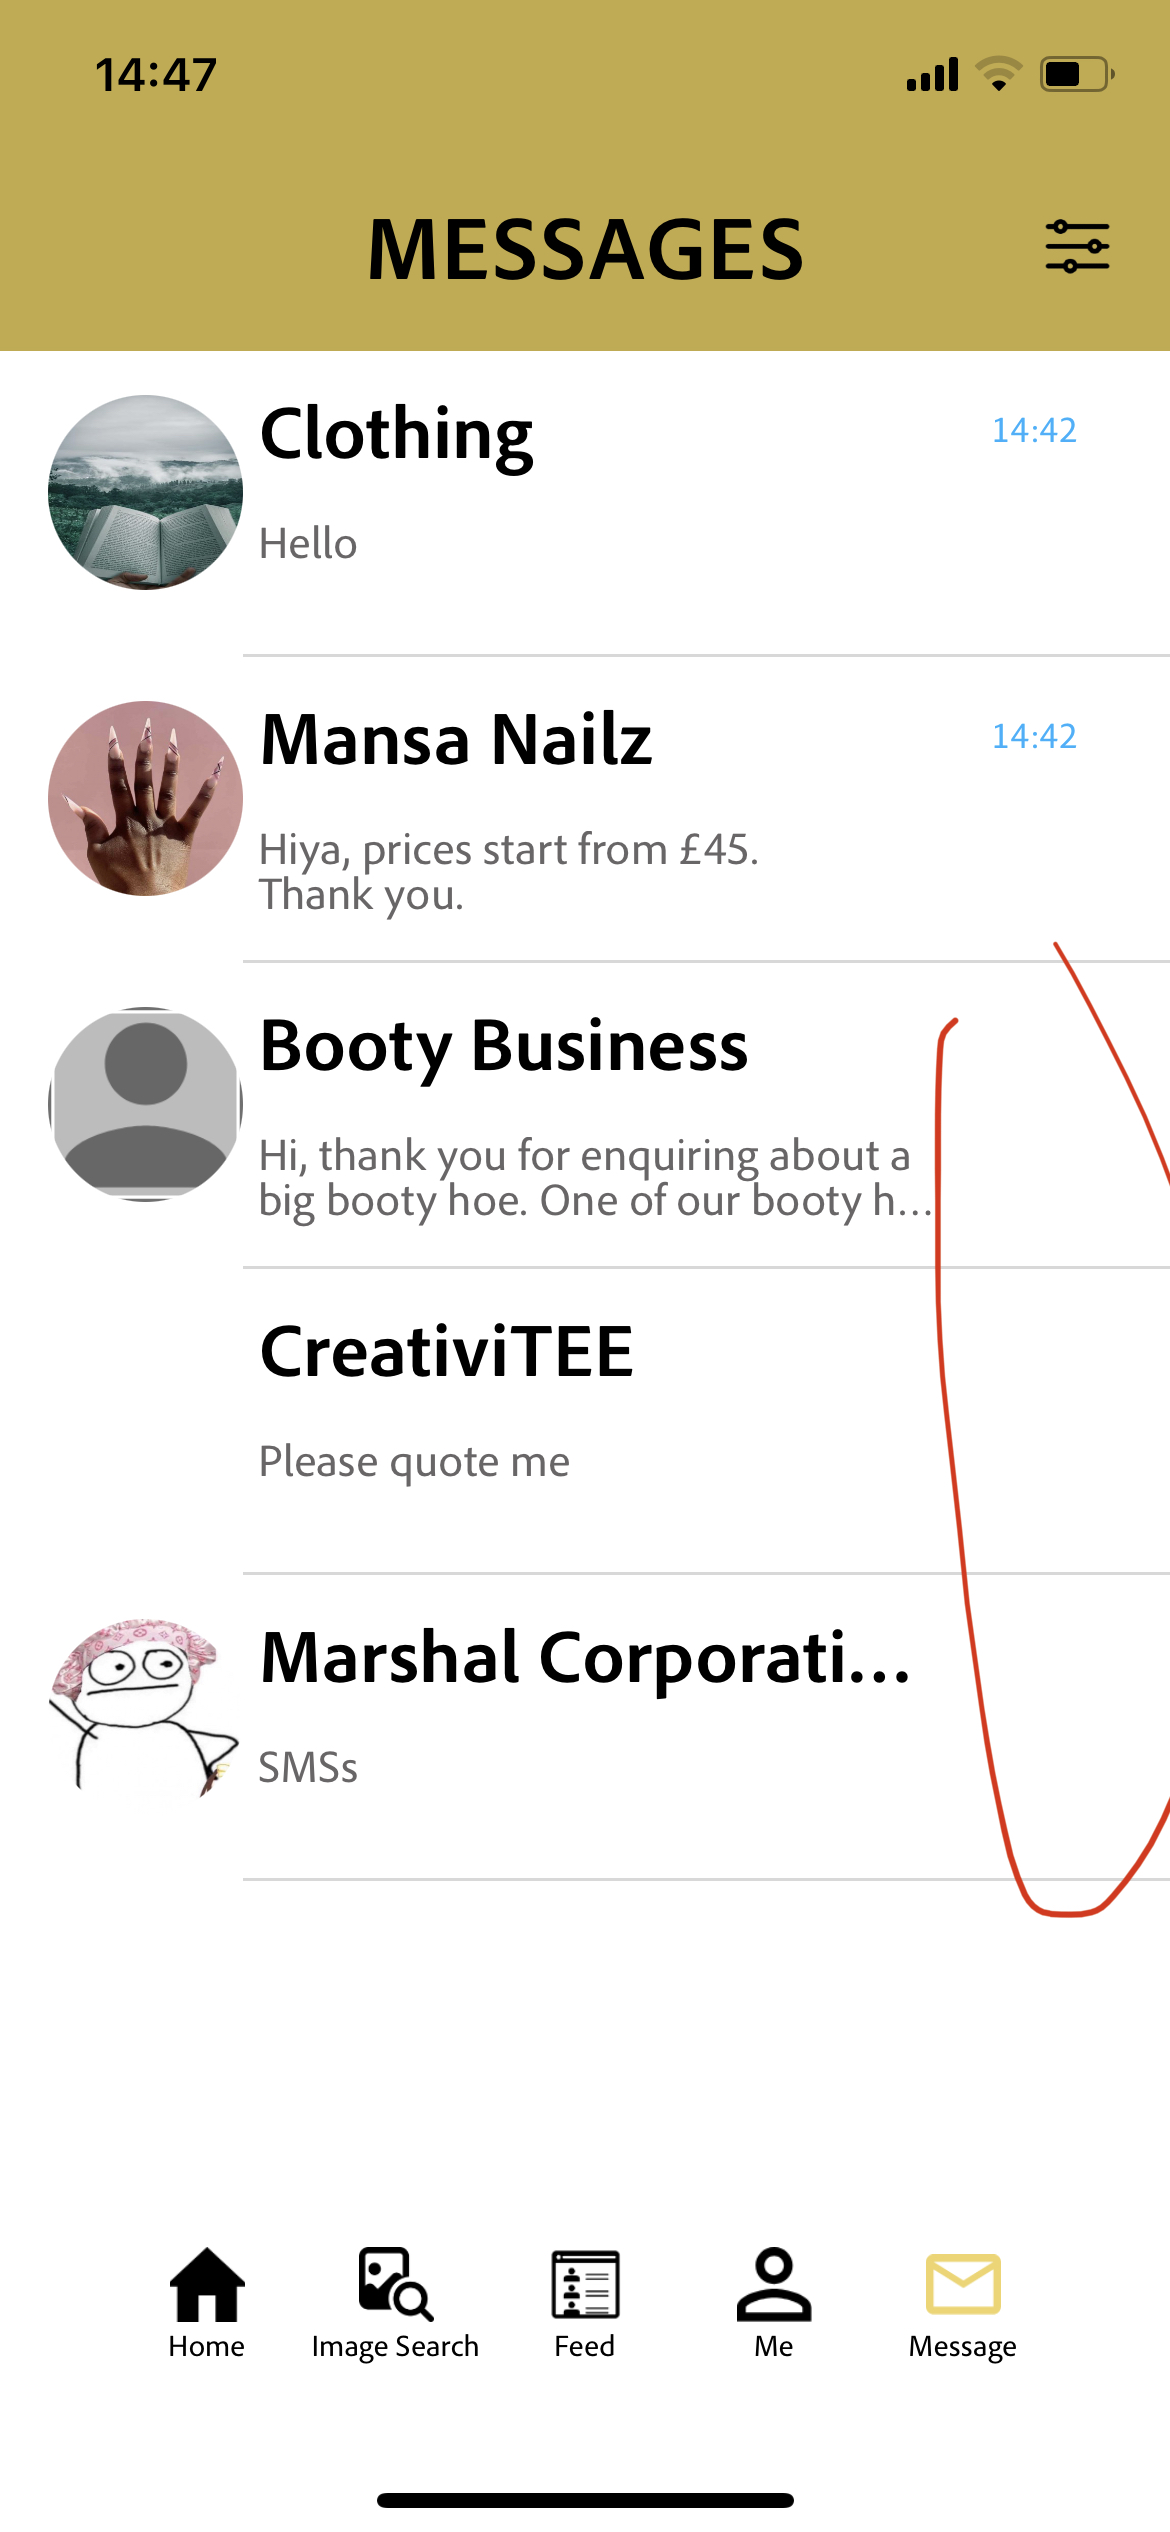 14:47
MESSAGES
Clothing
14:42
Hello
Mansa Nailz
14:42
Hiya, prices start from £45.
Thank you.
Booty Business
Hi, thank you for enquiring about a
big booty hoe. One of our booty h...
CreativiTEE
Please quote me
Marshal Corporati...
SMSs
Home
Image Search
Feed
Me
Message